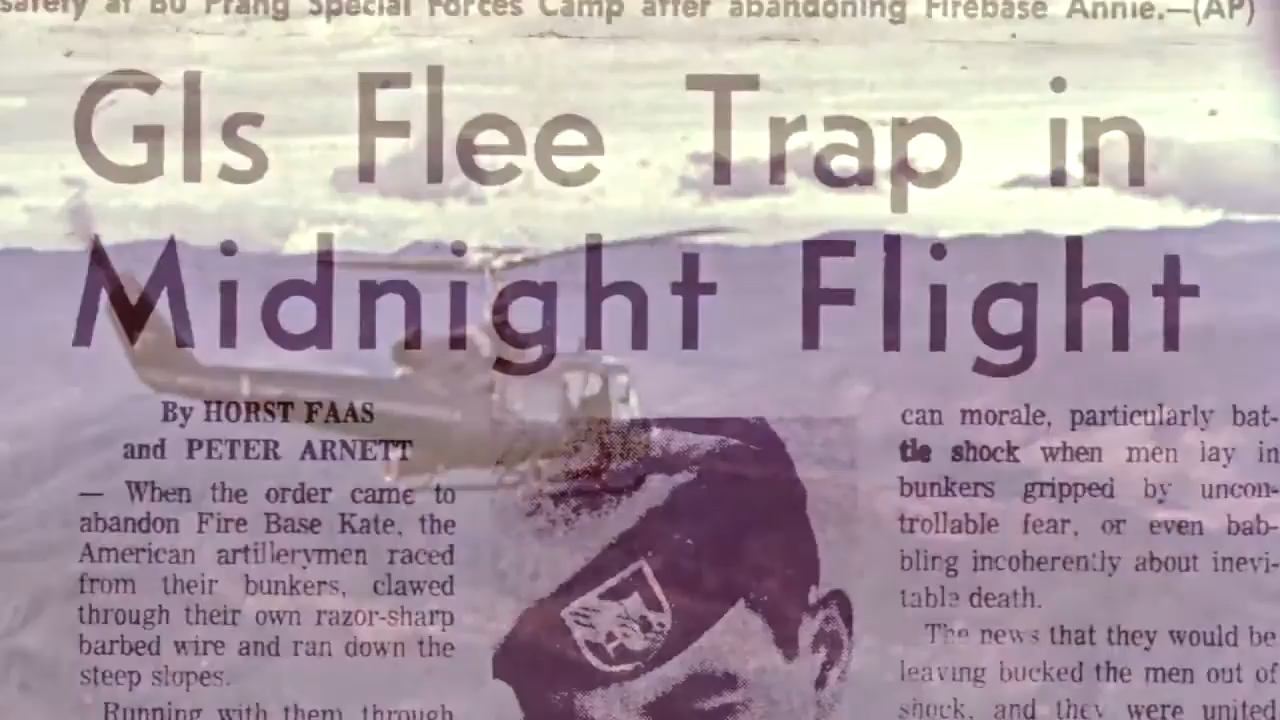 safely at Bu Prang Special Forces Camp after abandoning Firebase Annie.—(AP)
GIs Flee Trap in
Midnight Flight
By HORST FAAS
and PETER ARNETT
— When the order came to
abandon Fire Base Kate, the
American artillerymen raced
from their bunkers, clawed
through their own razor-sharp
barbed wire and ran down the
steep slopes.
Running with them through
can morale, particularly bat-
tle shock when men lay in
bunkers gripped by uncon-
trollable fear, or even bab-
bling incoherently about inevi-
table death.
The news that they would be
leaving bucked the men out of
shock, and they were united